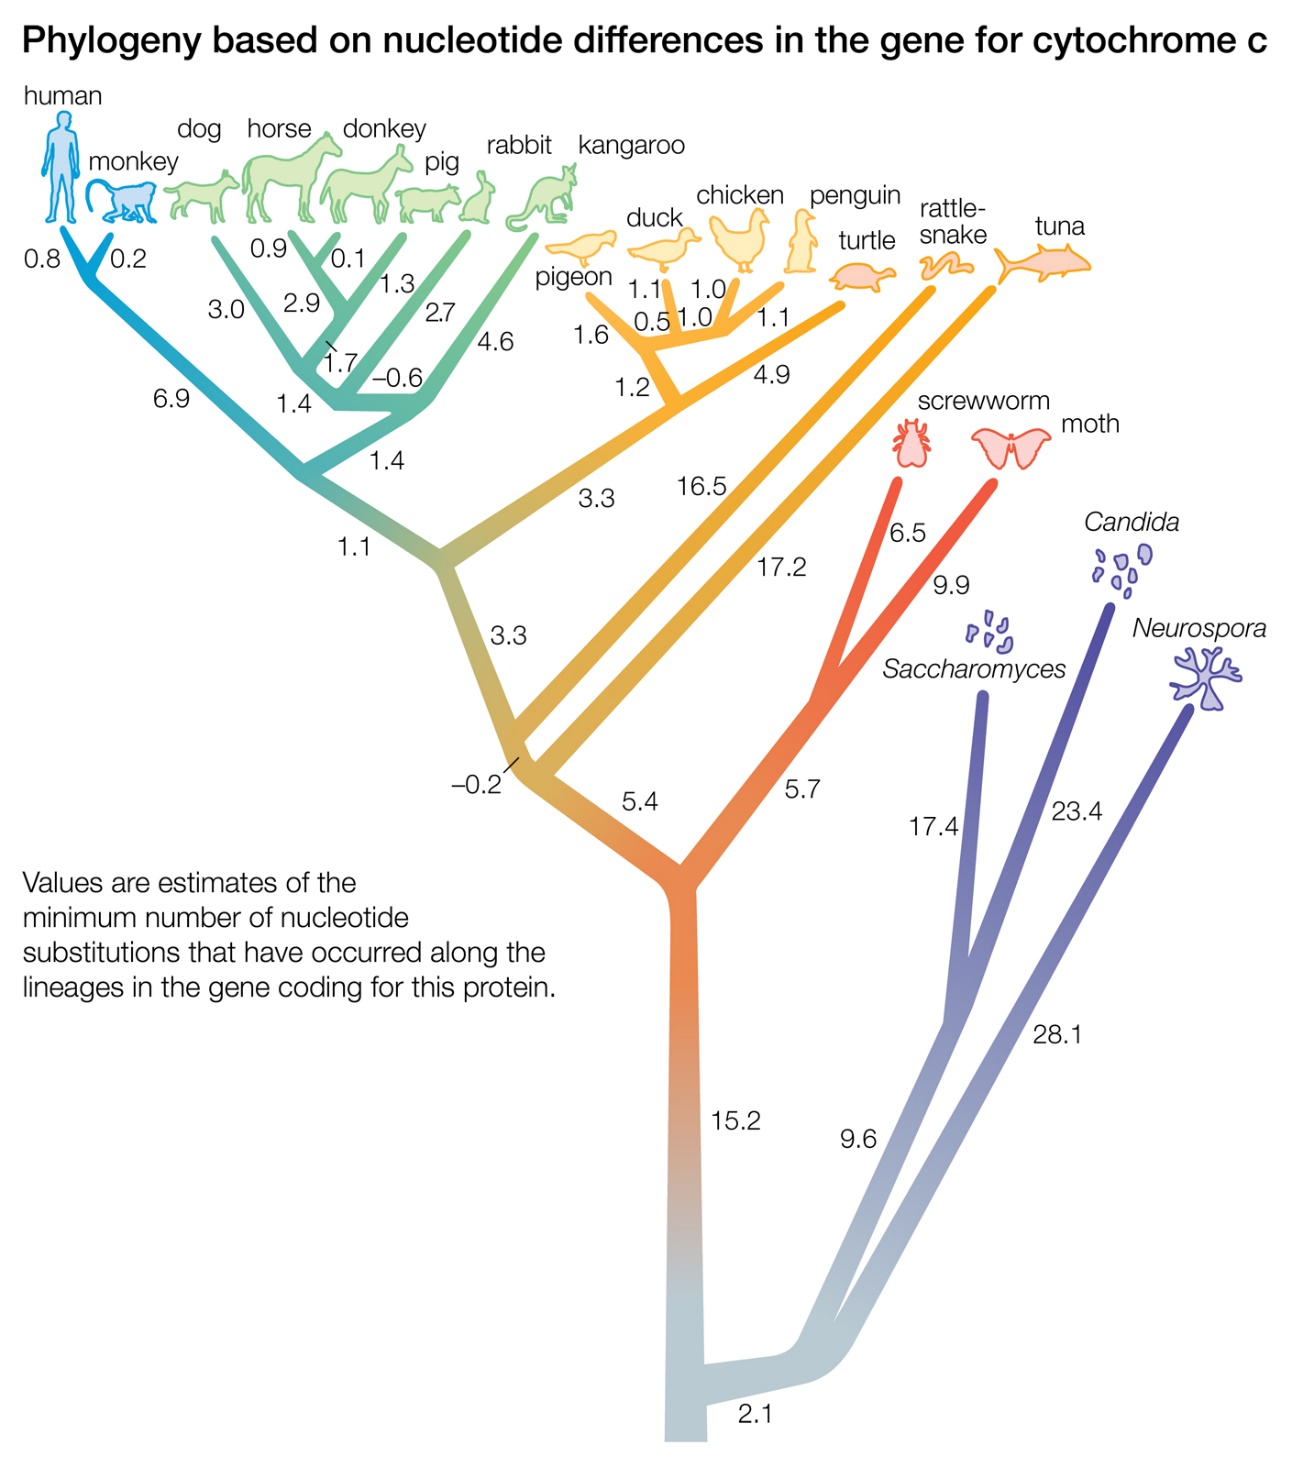 Phylogeny based on nucleotide differences in the gene for cytochrome c
human
monkey
dog
horse
donkey
pig
rabbit
kangaroo
pigeon
duck
chicken
penguin
turtle
rattle-
snake
tuna
0.8
0.2
0.9
0.1
3.0
2.9
1.3
2.7
1.7
-0.6
4.6
1.4
6.9
1.4
1.1
1.1
1.0
0.5
1.0
1.1
1.6
1.2
4.9
3.3
16.5
17.2
3.3
-0.2
5.4
screwworm
moth
6.5
9.9
5.7
Candida
Neurospora
Saccharomyces
17.4
23.4
28.1
Values are estimates of the
minimum number of nucleotide
substitutions that have occurred along the
lineages in the gene coding for this protein.
15.2
9.6
2.1